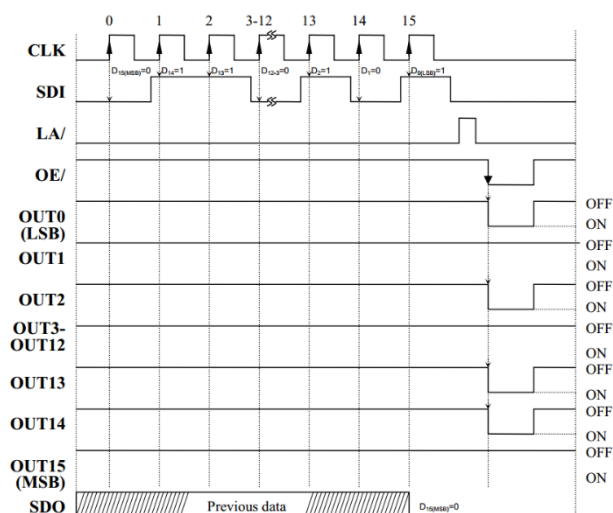 0 1 2 3-12 13 14 15
CLK
D15(MSB)=0 D14=1 D13=1 D12-3=0 D2=1 D1=0 D0(LSB)=1
SDI
LA/
OE/
OUT0 OFF
(LSB) ON
OUT1 OFF
ON
OUT2 OFF
ON
OUT3- OFF
OUT12 ON
OUT13 OFF
ON
OUT14 OFF
ON
OUT15 OFF
(MSB) ON
SDO Previous data D15(MSB)=0